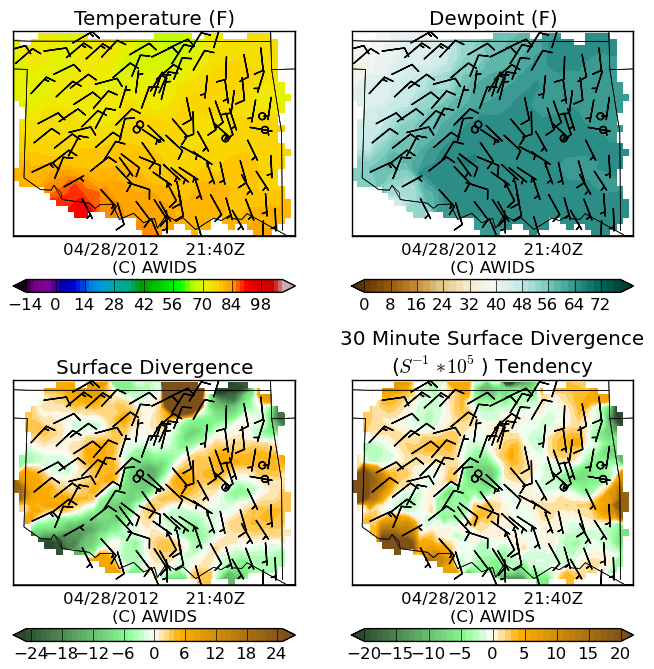 Temperature (F)
Dewpoint (F)
04/28/2012 21:40Z
(C) AWIDS
04/28/2012 21:40Z
(C) AWIDS
−14 0 14 28 42 56 70 84 98
0 8 16 24 32 40 48 56 64 72
Surface Divergence
30 Minute Surface Divergence
(S⁻¹ *10⁵ ) Tendency
04/28/2012 21:40Z
(C) AWIDS
04/28/2012 21:40Z
(C) AWIDS
−24−18−12 −6 0 6 12 18 24
−20−15−10 −5 0 5 10 15 20